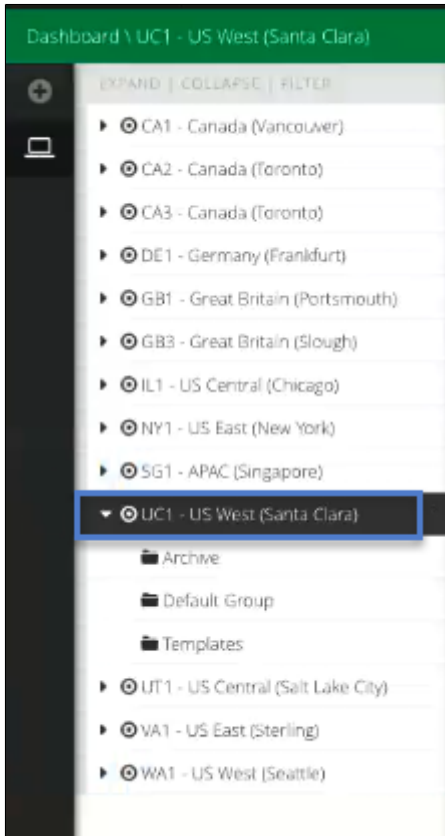 Dashboard \ UC1 - US West (Santa Clara)
EXPAND | COLLAPSE | FILTER
CA1 - Canada (Vancouver)
CA2 - Canada (Toronto)
CA3 - Canada (Toronto)
DE1 - Germany (Frankfurt)
GB1 - Great Britain (Portsmouth)
GB3 - Great Britain (Slough)
IL1 - US Central (Chicago)
NY1 - US East (New York)
SG1 - APAC (Singapore)
UC1 - US West (Santa Clara)
Archive
Default Group
Templates
UT1 - US Central (Salt Lake City)
VA1 - US East (Sterling)
WA1 - US West (Seattle)